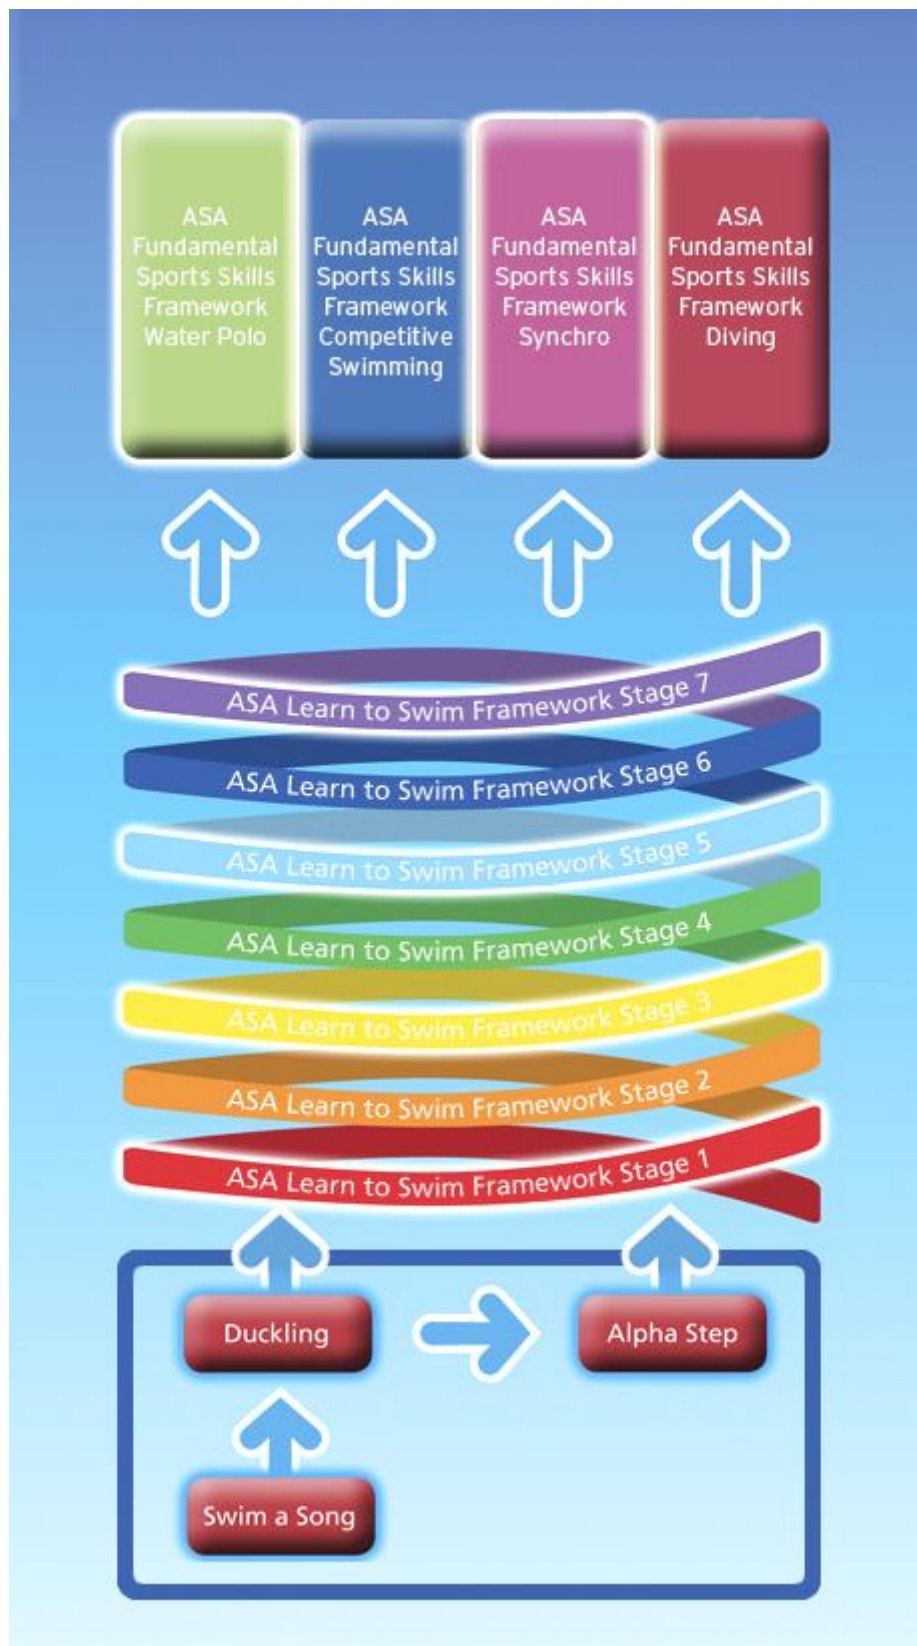 ASA
Fundamental
Sports Skills
Framework
Water Polo
ASA
Fundamental
Sports Skills
Framework
Competitive
Swimming
ASA
Fundamental
Sports Skills
Framework
Synchro
ASA
Fundamental
Sports Skills
Framework
Diving
ASA Learn to Swim Framework Stage 7
ASA Learn to Swim Framework Stage 6
ASA Learn to Swim Framework Stage 5
ASA Learn to Swim Framework Stage 4
ASA Learn to Swim Framework Stage 3
ASA Learn to Swim Framework Stage 2
ASA Learn to Swim Framework Stage 1
Duckling
Alpha Step
Swim a Song